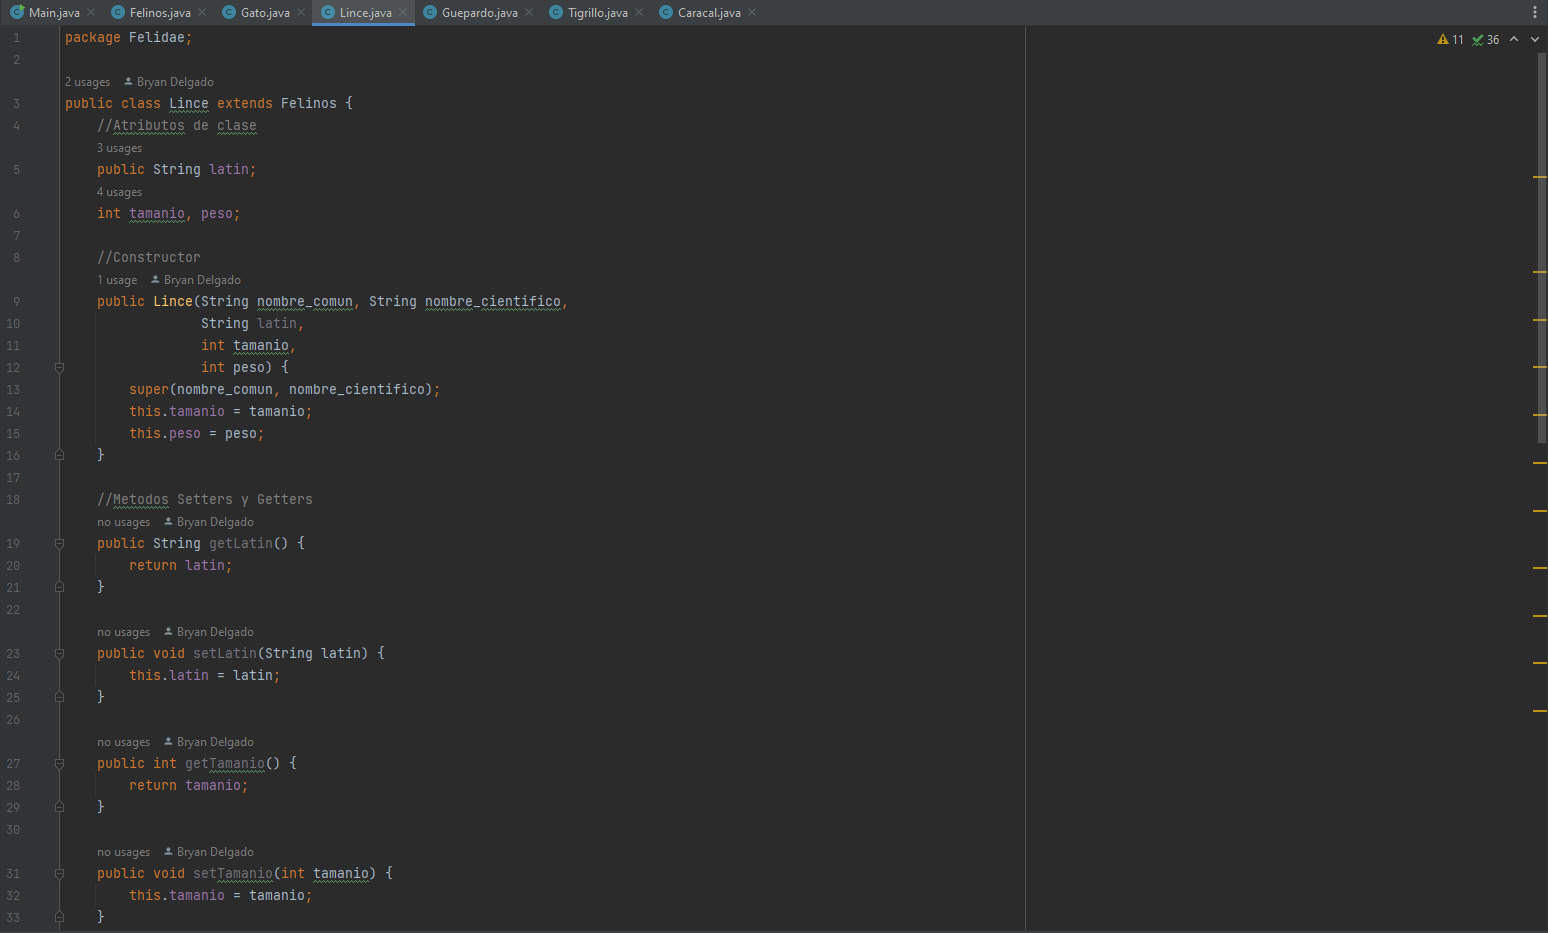 Main.java Felinos.java Gato.java Lince.java Guepardo.java Tigrillo.java Caracal.java
11 36
1 package Felidae;
2
2 usages Bryan Delgado
3 public class Lince extends Felinos {
4 //Atributos de clase
3 usages
5 public String latin;
4 usages
6 int tamanio, peso;
7
8 //Constructor
1 usage Bryan Delgado
9 public Lince(String nombre_comun, String nombre_cientifico,
10 String latin,
11 int tamanio,
12 int peso) {
13 super(nombre_comun, nombre_cientifico);
14 this.tamanio = tamanio;
15 this.peso = peso;
16 }
17
18 //Metodos Setters y Getters
no usages Bryan Delgado
19 public String getLatin() {
20 return latin;
21 }
22
no usages Bryan Delgado
23 public void setLatin(String latin) {
24 this.latin = latin;
25 }
26
no usages Bryan Delgado
27 public int getTamanio() {
28 return tamanio;
29 }
30
no usages Bryan Delgado
31 public void setTamanio(int tamanio) {
32 this.tamanio = tamanio;
33 }